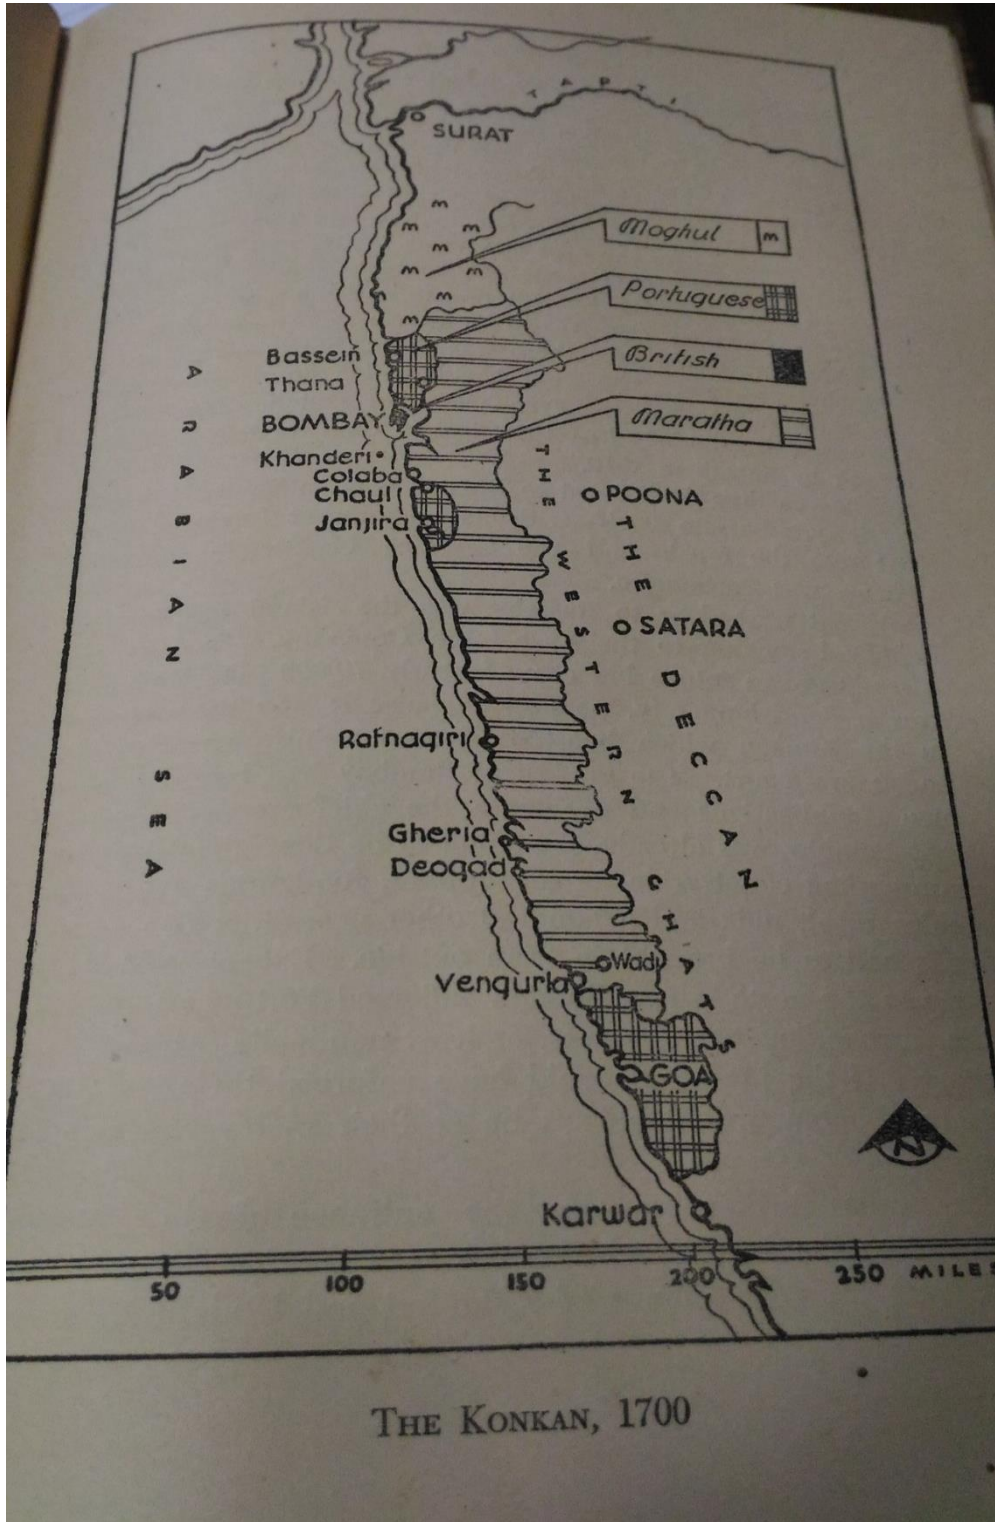 TAPTI
SURAT
Moghul m
Portuguese
British
Maratha
Bassein
Thana
BOMBAY
Khanderi
Colaba
Chaul
Janjira
ARABIAN SEA
THE WESTERN GHATS
POONA
THE DECCAN
SATARA
Ratnagiri
Gheria
Deogad
Wadi
Vengurla
GOA
N
Karwar
50 100 150 200 250 MILES
THE KONKAN, 1700